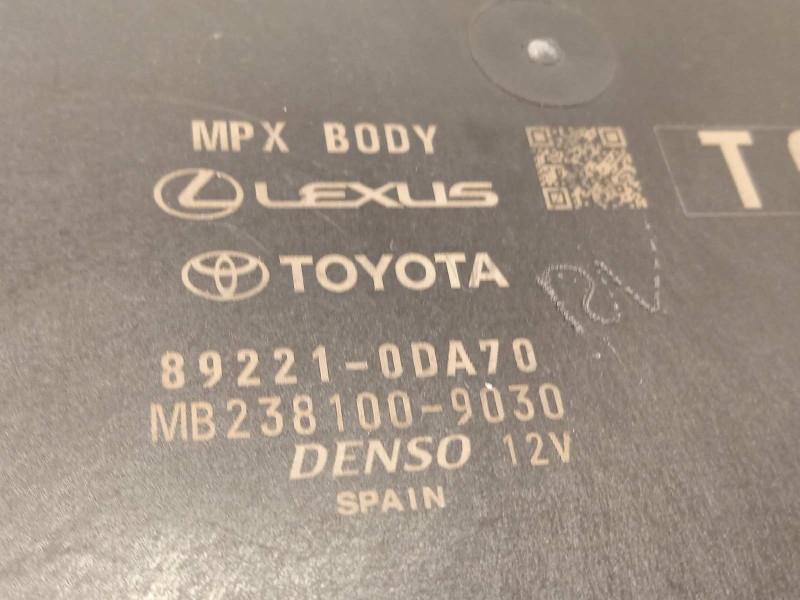 MPX BODY
LEXUS
TOYOTA
89221-0DA70
MB238100-9030
DENSO 12V
SPAIN